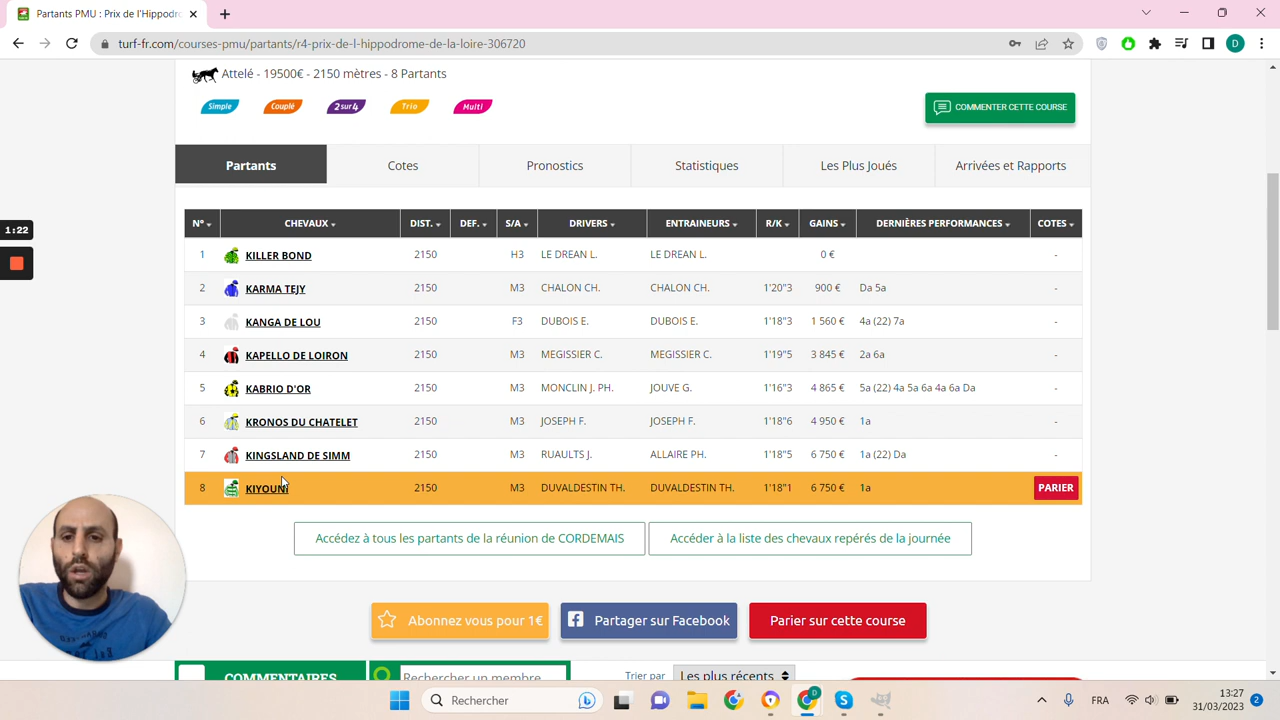 Partants PMU : Prix de l'Hippodr
turf-fr.com/courses-pmu/partants/r4-prix-de-l-hippodrome-de-la-loire-306720
D
Attelé - 19500€ - 2150 mètres - 8 Partants
Simple Couplé 2sur4 Trio Multi
COMMENTER CETTE COURSE
Partants Cotes Pronostics Statistiques Les Plus Joués Arrivées et Rapports
N° CHEVAUX DIST. DEF. S/A DRIVERS ENTRAINEURS R/K GAINS DERNIÈRES PERFORMANCES COTES
1 KILLER BOND 2150 H3 LE DREAN L. LE DREAN L. 0 € -
2 KARMA TEJY 2150 M3 CHALON CH. CHALON CH. 1'20"3 900 € Da 5a -
3 KANGA DE LOU 2150 F3 DUBOIS E. DUBOIS E. 1'18"3 1 560 € 4a (22) 7a -
4 KAPELLO DE LOIRON 2150 M3 MEGISSIER C. MEGISSIER C. 1'19"5 3 845 € 2a 6a -
5 KABRIO D'OR 2150 M3 MONCLIN J. PH. JOUVE G. 1'16"3 4 865 € 5a (22) 4a 5a 6a 4a 6a Da -
6 KRONOS DU CHATELET 2150 M3 JOSEPH F. JOSEPH F. 1'18"6 4 950 € 1a -
7 KINGSLAND DE SIMM 2150 M3 RUAULTS J. ALLAIRE PH. 1'18"5 6 750 € 1a (22) Da -
8 KIYOUNI 2150 M3 DUVALDESTIN TH. DUVALDESTIN TH. 1'18"1 6 750 € 1a PARIER
1:22
Accédez à tous les partants de la réunion de CORDEMAIS Accéder à la liste des chevaux repérés de la journée
Abonnez vous pour 1€ Partager sur Facebook Parier sur cette course
COMMENTAIRES Rechercher un membre Trier par Les plus récents
Rechercher
D
FRA
13:27
31/03/2023
2